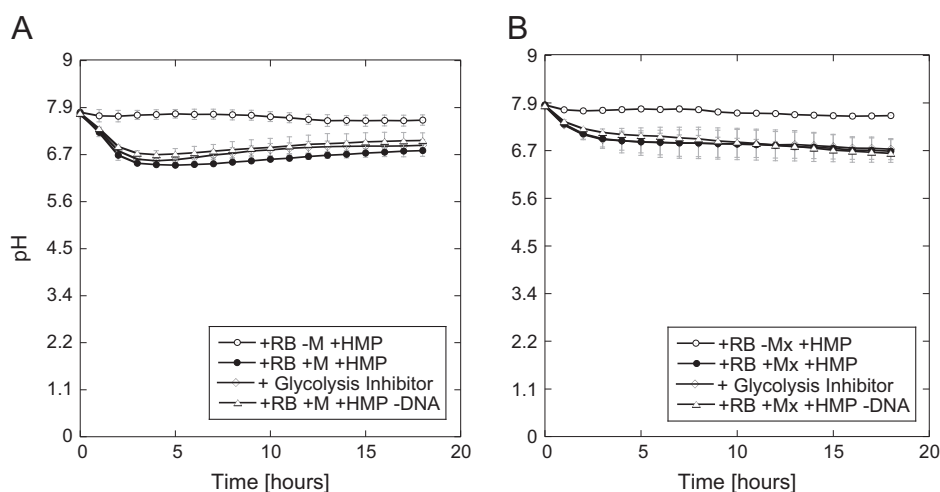 A
9
7.9
6.7
5.6
4.5
3.4
2.2
1.1
0
pH
0 5 10 15 20
Time [hours]
+RB -M +HMP
+RB +M +HMP
+ Glycolysis Inhibitor
+RB +M +HMP -DNA
B
9
7.9
6.7
5.6
4.5
3.4
2.2
1.1
0
0 5 10 15 20
Time [hours]
+RB -Mx +HMP
+RB +Mx +HMP
+ Glycolysis Inhibitor
+RB +Mx +HMP -DNA